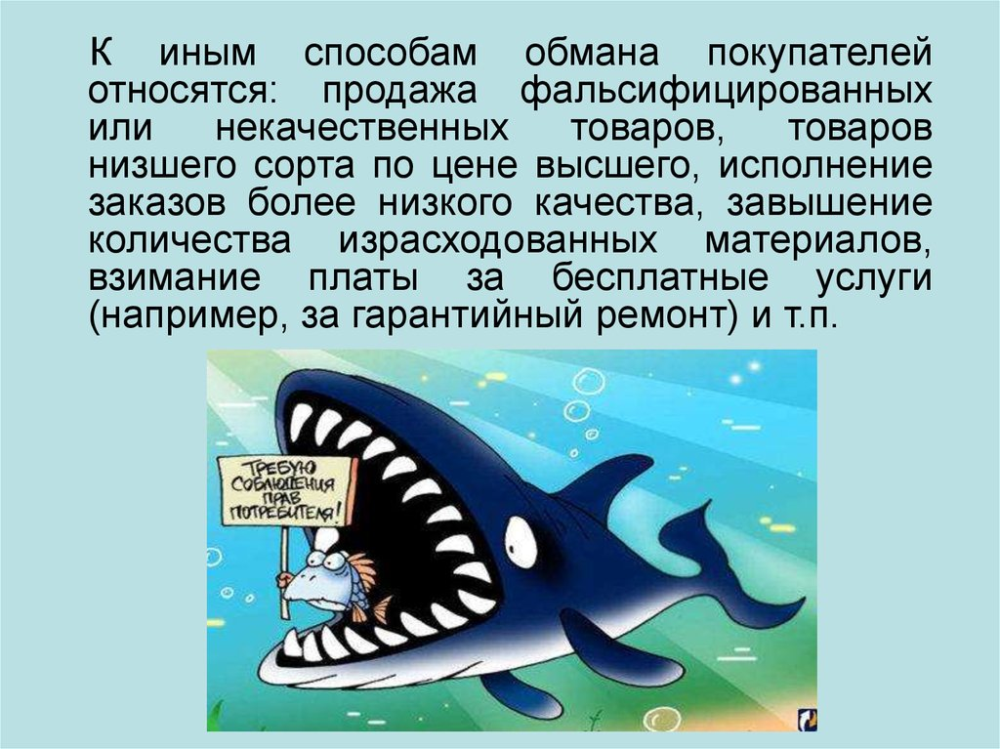 К иным способам обмана покупателей
относятся: продажа фальсифицированных
или некачественных товаров, товаров
низшего сорта по цене высшего, исполнение
заказов более низкого качества, завышение
количества израсходованных материалов,
взимание платы за бесплатные услуги
(например, за гарантийный ремонт) и т.п.
ТРЕБУЮ
СОБЛЮДЕНИЯ
ПРАВ
ПОТРЕБИТЕЛЯ!